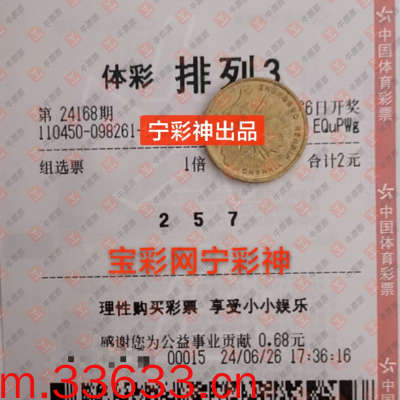 体彩 排列3
第 24168期 6日开奖
110450-098261- EQuPWg
宁彩神出品
组选票 1倍 合计2元
2 5 7
宝彩网宁彩神
理性购买彩票 享受小小娱乐
感谢您为公益事业贡献 0.68元
00015 24/06/26 17:36:16
m.33633.cn
中国体育彩票
中国体育彩票